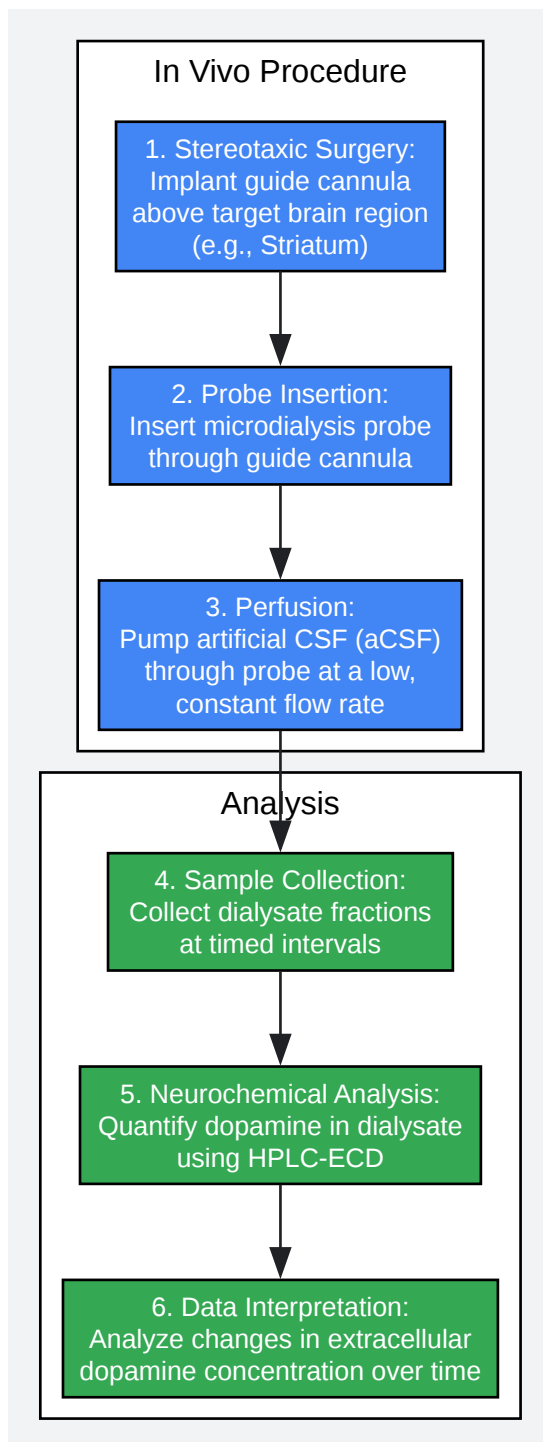 In Vivo Procedure
1. Stereotaxic Surgery:
Implant guide cannula
above target brain region
(e.g., Striatum)
2. Probe Insertion:
Insert microdialysis probe
through guide cannula
3. Perfusion:
Pump artificial CSF (aCSF)
through probe at a low,
constant flow rate
Analysis
4. Sample Collection:
Collect dialysate fractions
at timed intervals
5. Neurochemical Analysis:
Quantify dopamine in dialysate
using HPLC-ECD
6. Data Interpretation:
Analyze changes in extracellular
dopamine concentration over time